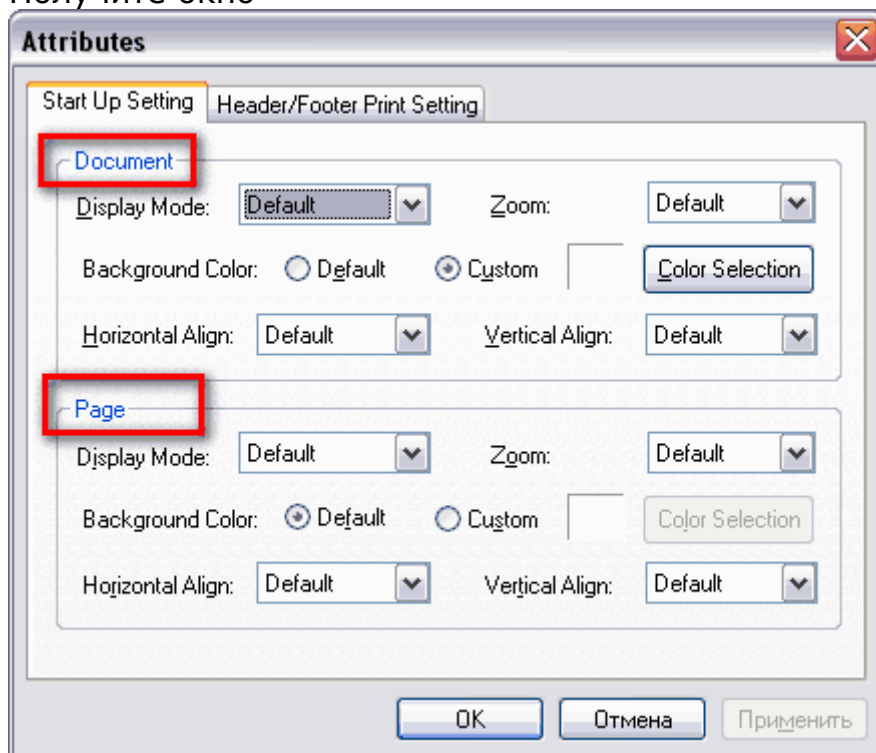 Получите окно
Attributes
Start Up Setting Header/Footer Print Setting
Document
Display Mode: Default Zoom: Default
Background Color: Default Custom Color Selection
Horizontal Align: Default Vertical Align: Default
Page
Display Mode: Default Zoom: Default
Background Color: Default Custom Color Selection
Horizontal Align: Default Vertical Align: Default
OK Отмена Применить